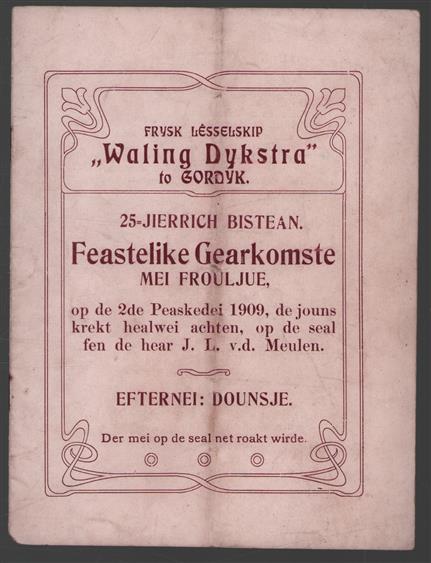 FRYSK LÊSSELSKIP
„Waling Dykstra”
to GORDYK.
25=JIERRICH BISTEAN.
Feastelike Gearkomste
MEI FROULJUE,
op de 2de Peaskedei 1909, de jouns
krekt healwei achten, op de seal
fen de hear J. L. v.d. Meulen.
EFTERNEI: DOUNSJE.
Der mei op de seal net roakt wirde.